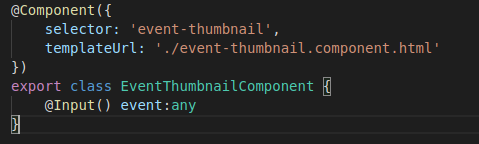 @Component({
    selector: 'event-thumbnail',
    templateUrl: './event-thumbnail.component.html'
})
export class EventThumbnailComponent {
    @Input() event:any
}